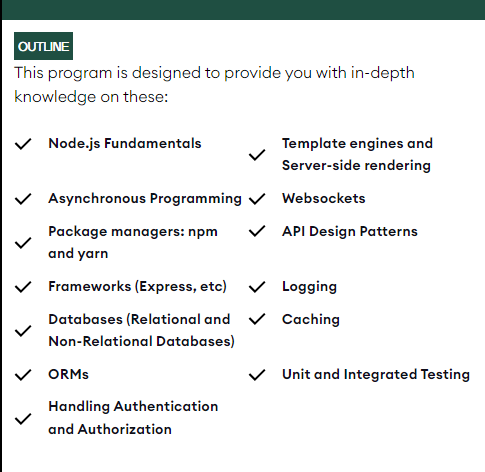 OUTLINE
This program is designed to provide you with in-depth
knowledge on these:
Node.js Fundamentals
Asynchronous Programming
Package managers: npm
and yarn
Frameworks (Express, etc)
Databases (Relational and
Non-Relational Databases)
ORMs
Handling Authentication
and Authorization
Template engines and
Server-side rendering
Websockets
API Design Patterns
Logging
Caching
Unit and Integrated Testing